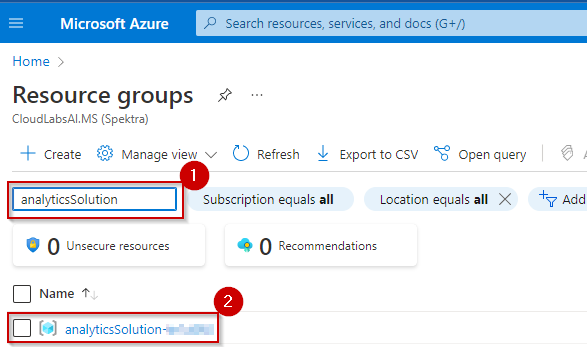 Microsoft Azure
Search resources, services, and docs (G+/)
Home >
Resource groups
···
CloudLabsAI.MS (Spektra)
+ Create
Manage view
Refresh
Export to CSV
Open query
1
analyticsSolution
Subscription equals all
Location equals all
Add
0 Unsecure resources
0 Recommendations
Name ↑↓
2
analyticsSolution-